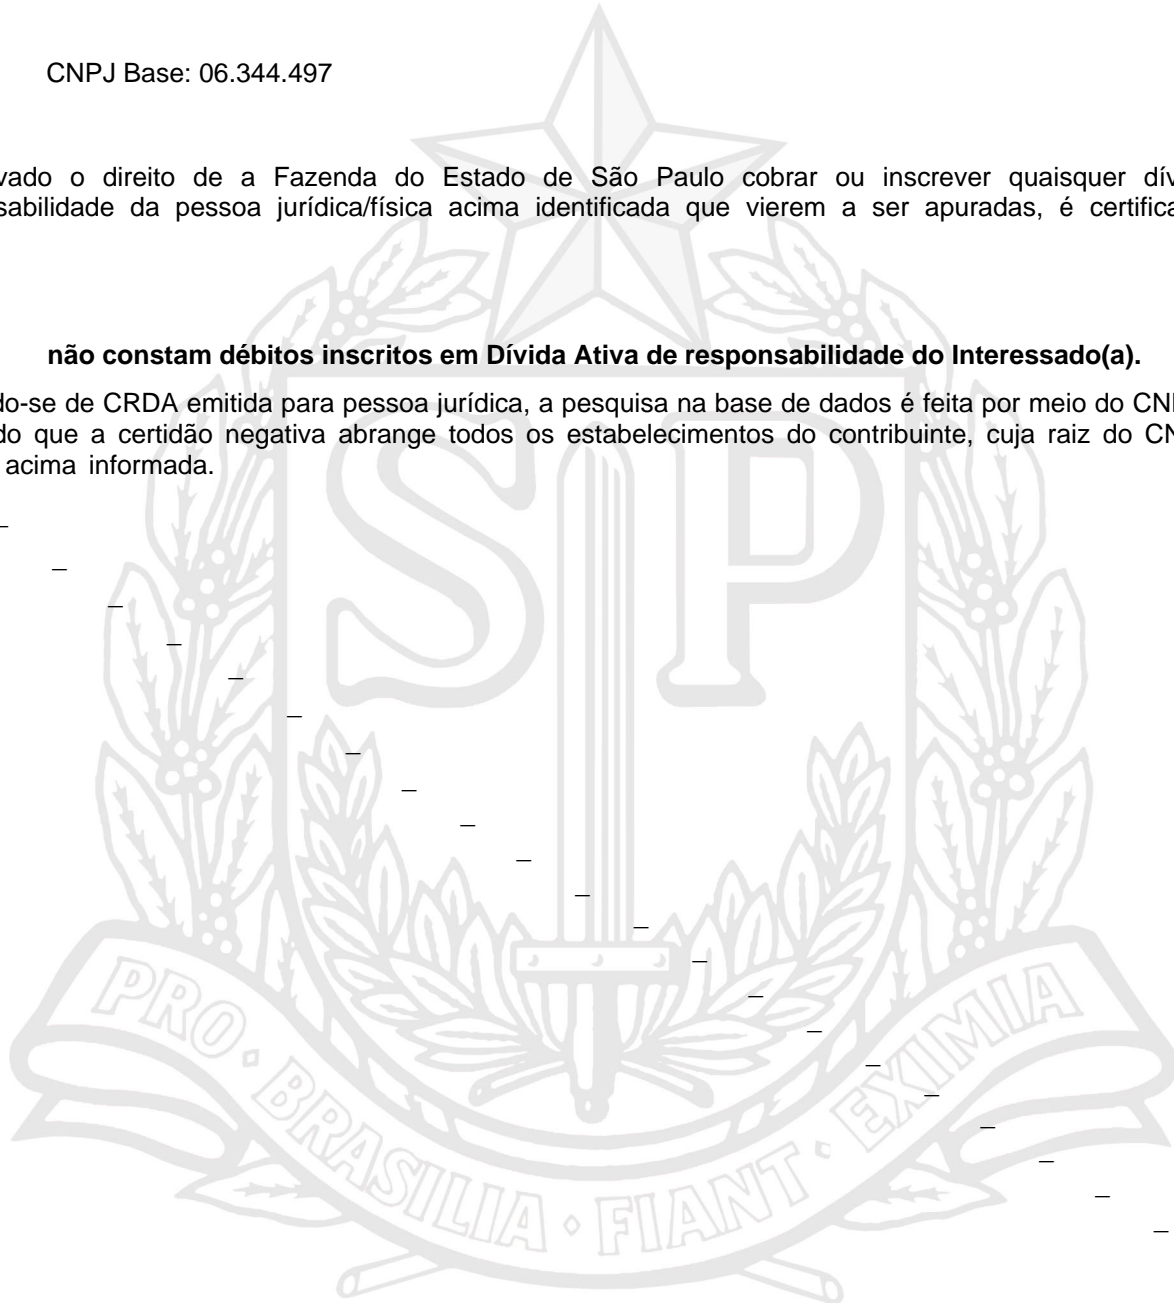 CNPJ Base: 06.344.497
vado o direito de a Fazenda do Estado de São Paulo cobrar ou inscrever quaisquer dív
sabilidade da pessoa jurídica/física acima identificada que vierem a ser apuradas, é certifica
não constam débitos inscritos em Dívida Ativa de responsabilidade do Interessado(a).
do-se de CRDA emitida para pessoa jurídica, a pesquisa na base de dados é feita por meio do CN
do que a certidão negativa abrange todos os estabelecimentos do contribuinte, cuja raiz do CN
acima informada.
SP
PRO · BRASILIA · FIANT · EXIMIA